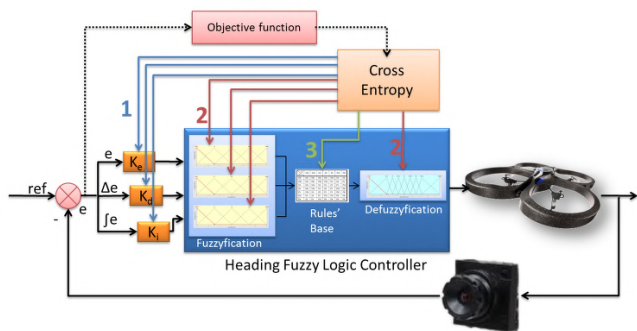 Objective function
Cross
Entropy
1
2
3
2
e
Kₑ
ref
-
e
Δe
K_d
∫e
Kᵢ
Fuzzyfication
Rules'
Base
Defuzzyfication
Heading Fuzzy Logic Controller